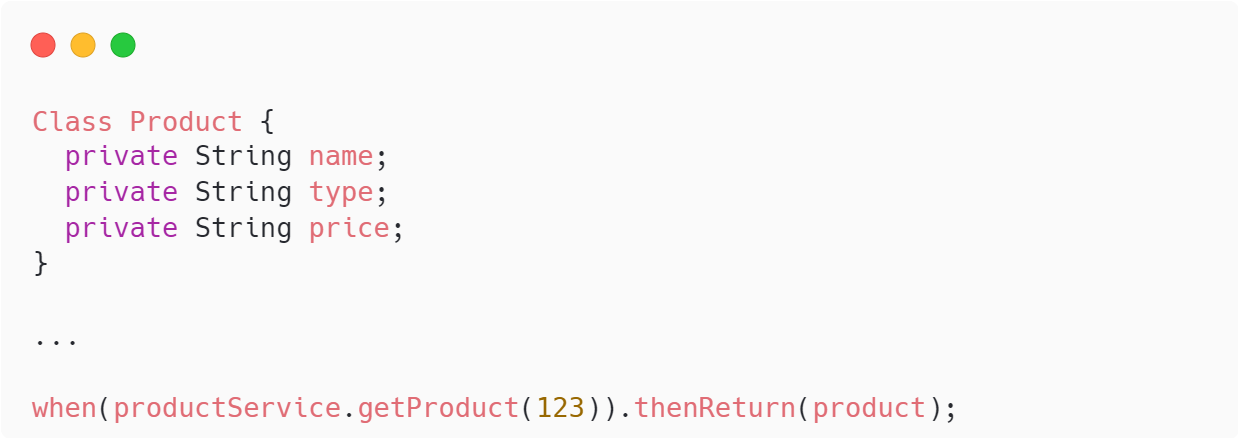 Class Product {
  private String name;
  private String type;
  private String price;
}
...
when(productService.getProduct(123)).thenReturn(product);